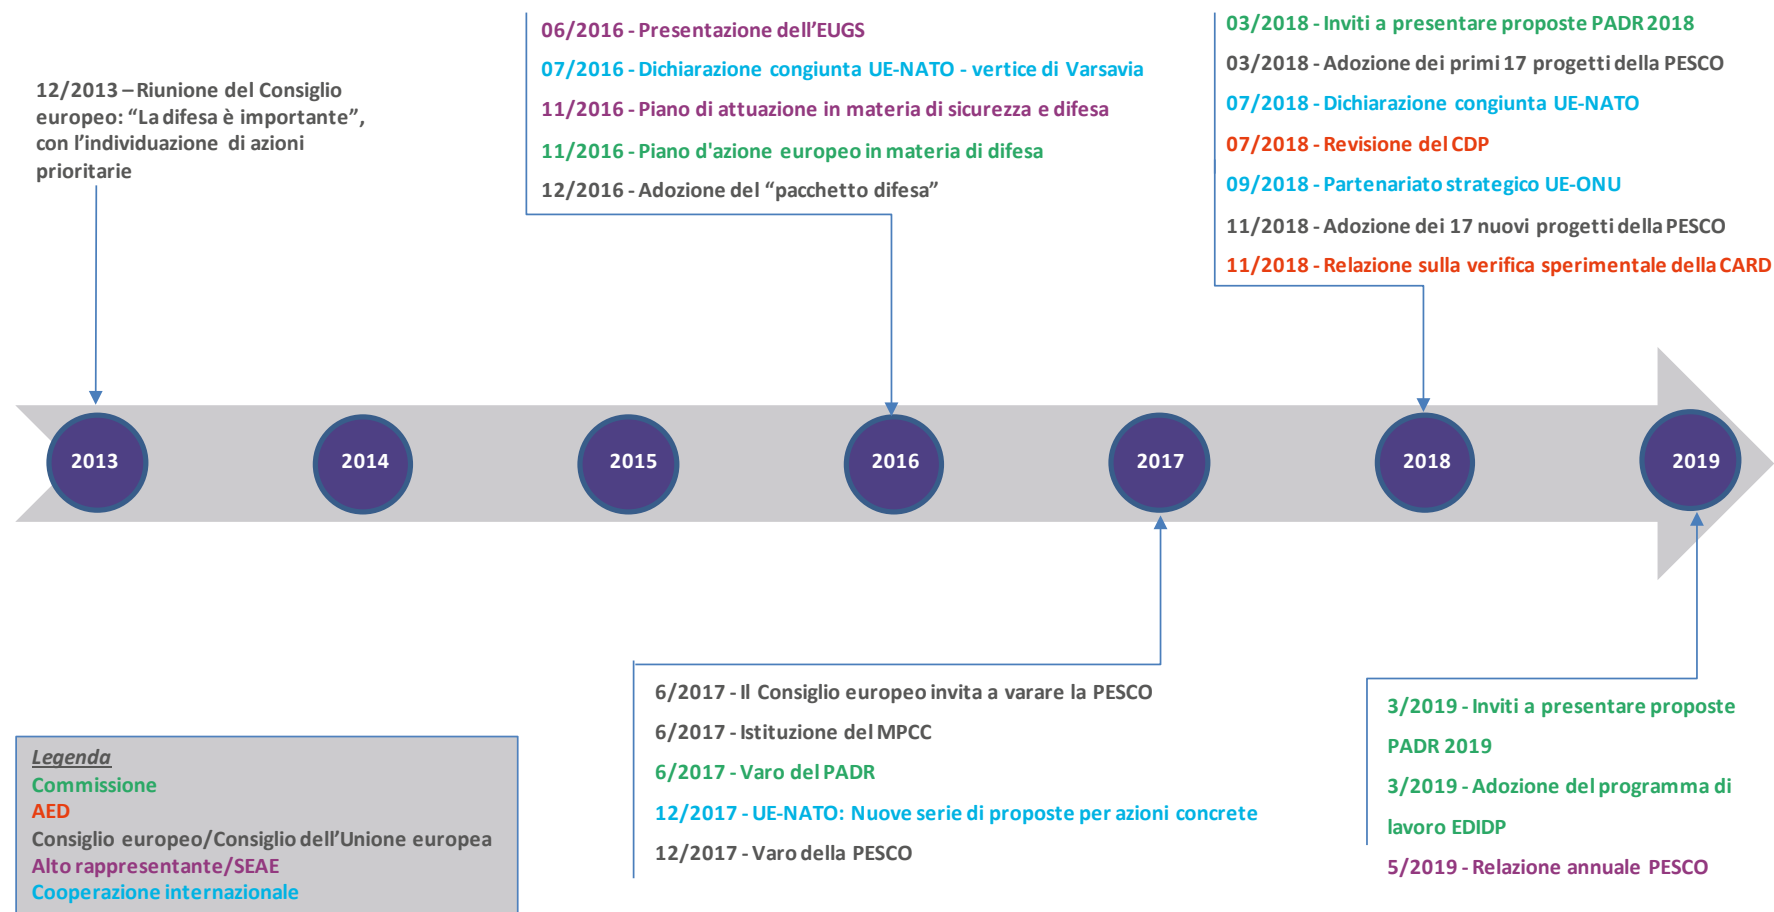 12/2013 – Riunione del Consiglio
europeo: “La difesa è importante”,
con l’individuazione di azioni
prioritarie
06/2016 - Presentazione dell’EUGS
07/2016 - Dichiarazione congiunta UE-NATO - vertice di Varsavia
11/2016 - Piano di attuazione in materia di sicurezza e difesa
11/2016 - Piano d'azione europeo in materia di difesa
12/2016 - Adozione del “pacchetto difesa”
03/2018 - Inviti a presentare proposte PADR 2018
03/2018 - Adozione dei primi 17 progetti della PESCO
07/2018 - Dichiarazione congiunta UE-NATO
07/2018 - Revisione del CDP
09/2018 - Partenariato strategico UE-ONU
11/2018 - Adozione dei 17 nuovi progetti della PESCO
11/2018 - Relazione sulla verifica sperimentale della CARD
2013
2014
2015
2016
2017
2018
2019
6/2017 - Il Consiglio europeo invita a varare la PESCO
6/2017 - Istituzione del MPCC
6/2017 - Varo del PADR
12/2017 - UE-NATO: Nuove serie di proposte per azioni concrete
12/2017 - Varo della PESCO
3/2019 - Inviti a presentare proposte
PADR 2019
3/2019 - Adozione del programma di
lavoro EDIDP
5/2019 - Relazione annuale PESCO
Legenda
Commissione
AED
Consiglio europeo/Consiglio dell’Unione europea
Alto rappresentante/SEAE
Cooperazione internazionale